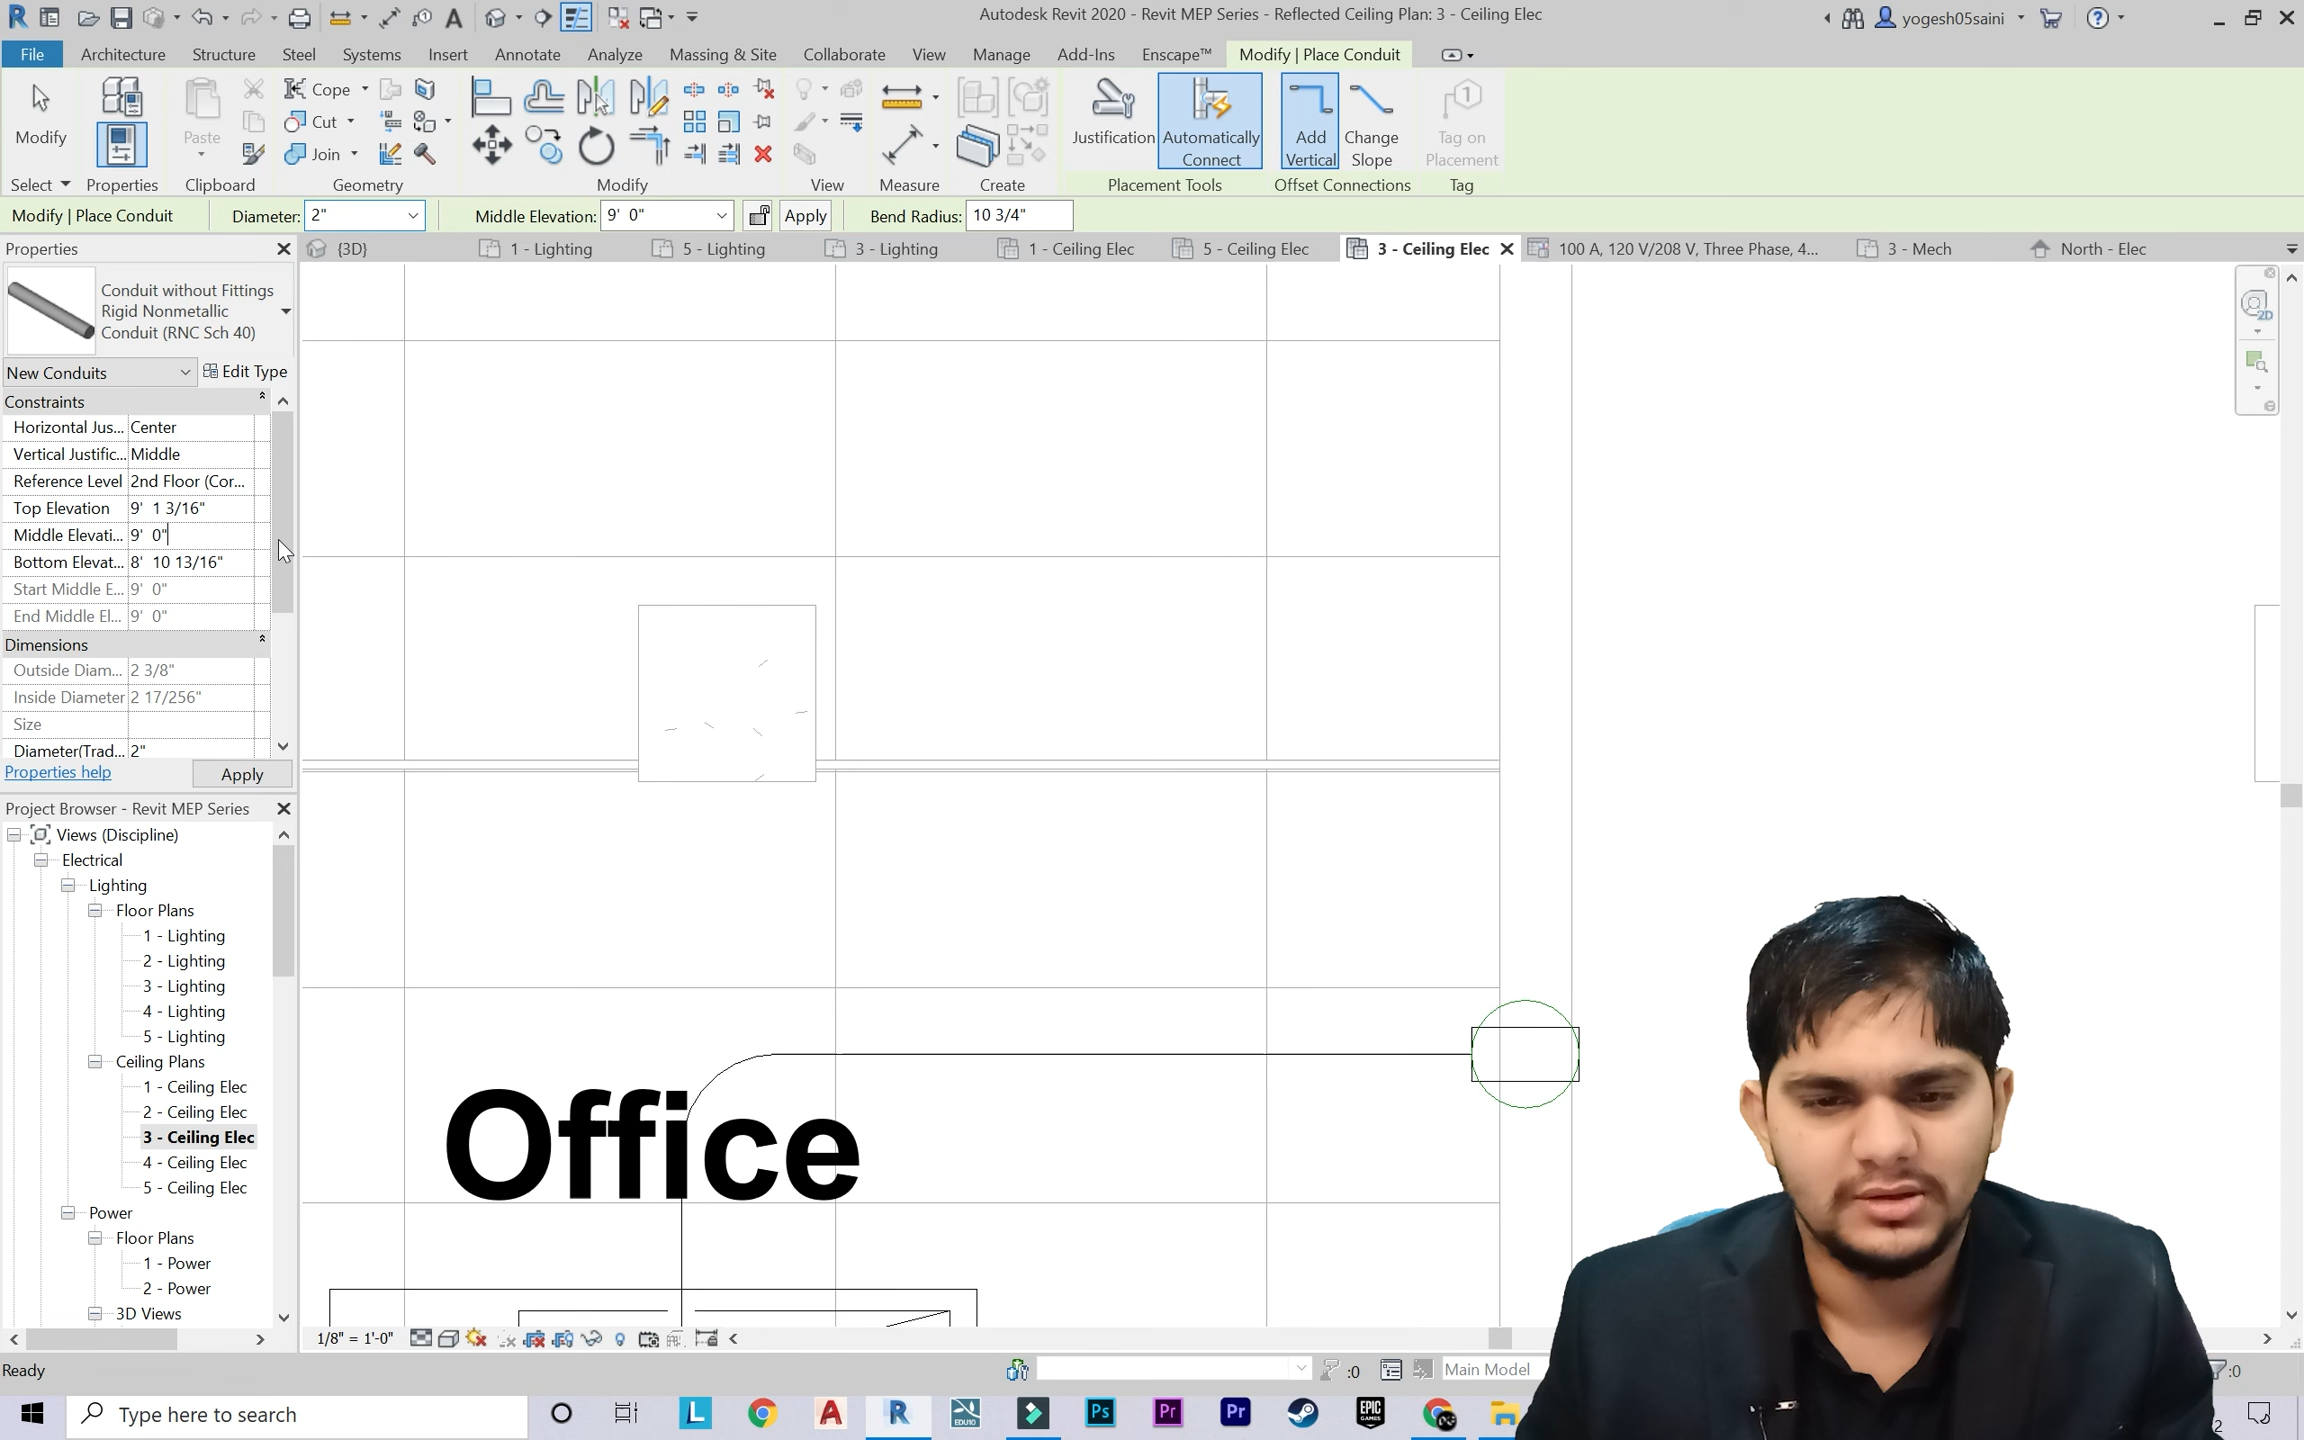 Autodesk Revit 2020 - Revit MEP Series - Reflected Ceiling Plan: 3 - Ceiling Elec
yogesh05saini
File Architecture Structure Steel Systems Insert Annotate Analyze Massing & Site Collaborate View Manage Add-Ins Enscape™ Modify | Place Conduit
Modify
Paste
Cope
Cut
Join
Justification
Automatically Connect
Add Vertical
Change Slope
Tag on Placement
Select Properties Clipboard Geometry Modify View Measure Create Placement Tools Offset Connections Tag
Modify | Place Conduit Diameter: 2" Middle Elevation: 9' 0" Apply Bend Radius: 10 3/4"
Properties
{3D} 1 - Lighting 5 - Lighting 3 - Lighting 1 - Ceiling Elec 5 - Ceiling Elec 3 - Ceiling Elec 100 A, 120 V/208 V, Three Phase, 4... 3 - Mech North - Elec
Conduit without Fittings
Rigid Nonmetallic
Conduit (RNC Sch 40)
New Conduits Edit Type
Constraints
Horizontal Jus... Center
Vertical Justific... Middle
Reference Level 2nd Floor (Cor...
Top Elevation 9' 1 3/16"
Middle Elevati... 9' 0"
Bottom Elevat... 8' 10 13/16"
Start Middle E... 9' 0"
End Middle El... 9' 0"
Dimensions
Outside Diam... 2 3/8"
Inside Diameter 2 17/256"
Size
Diameter(Trad... 2"
Properties help Apply
Project Browser - Revit MEP Series
Views (Discipline)
Electrical
Lighting
Floor Plans
1 - Lighting
2 - Lighting
3 - Lighting
4 - Lighting
5 - Lighting
Ceiling Plans
1 - Ceiling Elec
2 - Ceiling Elec
3 - Ceiling Elec
4 - Ceiling Elec
5 - Ceiling Elec
Power
Floor Plans
1 - Power
2 - Power
3D Views
2D
Office
1/8" = 1'-0"
Ready
:0
Main Model
:0
Type here to search
L
A
R
EDU10
Ps
Pr
Pr
EPIC GAMES